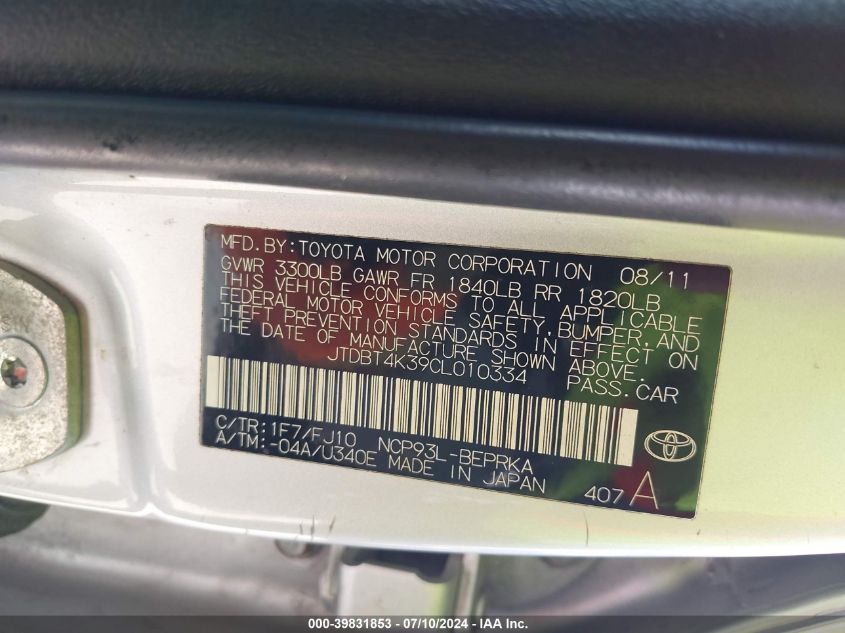 MFD. BY: TOYOTA MOTOR CORPORATION 08/11
GVWR 3300LB GAWR FR 1840LB RR 1820LB
THIS VEHICLE CONFORMS TO ALL APPLICABLE
FEDERAL MOTOR VEHICLE SAFETY, BUMPER, AND
THEFT PREVENTION STANDARDS IN EFFECT ON
THE DATE OF MANUFACTURE SHOWN ABOVE.
JTDBT4K39CL010334 PASS. CAR
C/TR: 1F7/FJ10 NCP93L-BEPRKA
A/TM: -04A/U340E MADE IN JAPAN 407 A
000-39831853 - 07/10/2024 - IAA Inc.